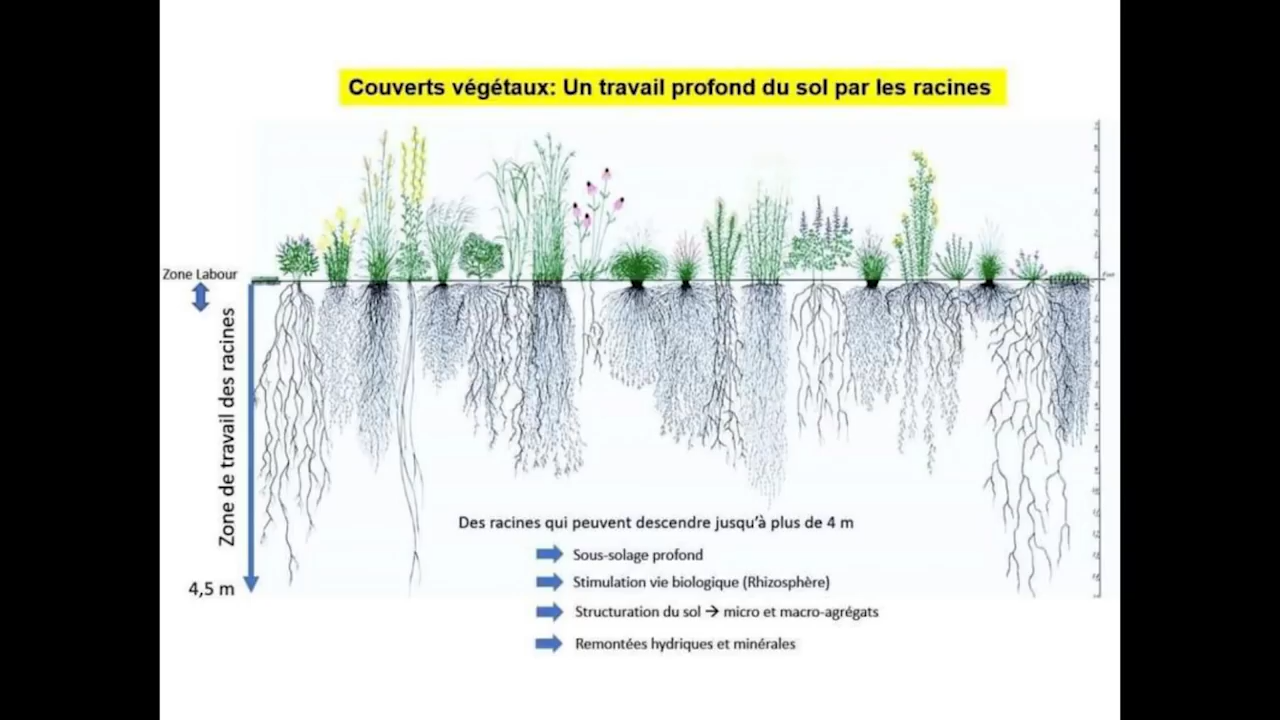 Couverts végétaux: Un travail profond du sol par les racines
Zone Labour
Zone de travail des racines
4,5 m
Des racines qui peuvent descendre jusqu'à plus de 4 m
Sous-solage profond
Stimulation vie biologique (Rhizosphère)
Structuration du sol → micro et macro-agrégats
Remontées hydriques et minérales